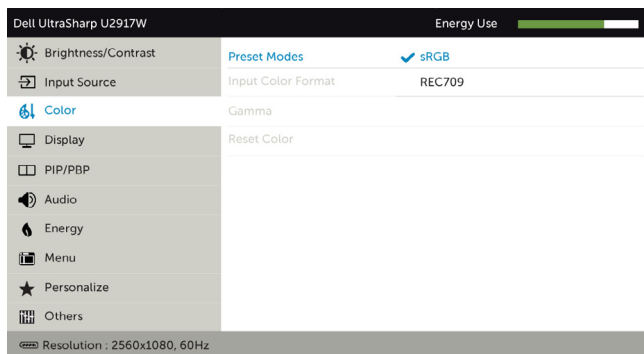 Dell UltraSharp U2917W
Energy Use
Brightness/Contrast
Preset Modes
sRGB
Input Source
Input Color Format
REC709
Color
Gamma
Display
Reset Color
PIP/PBP
Audio
Energy
Menu
Personalize
Others
Resolution : 2560x1080, 60Hz